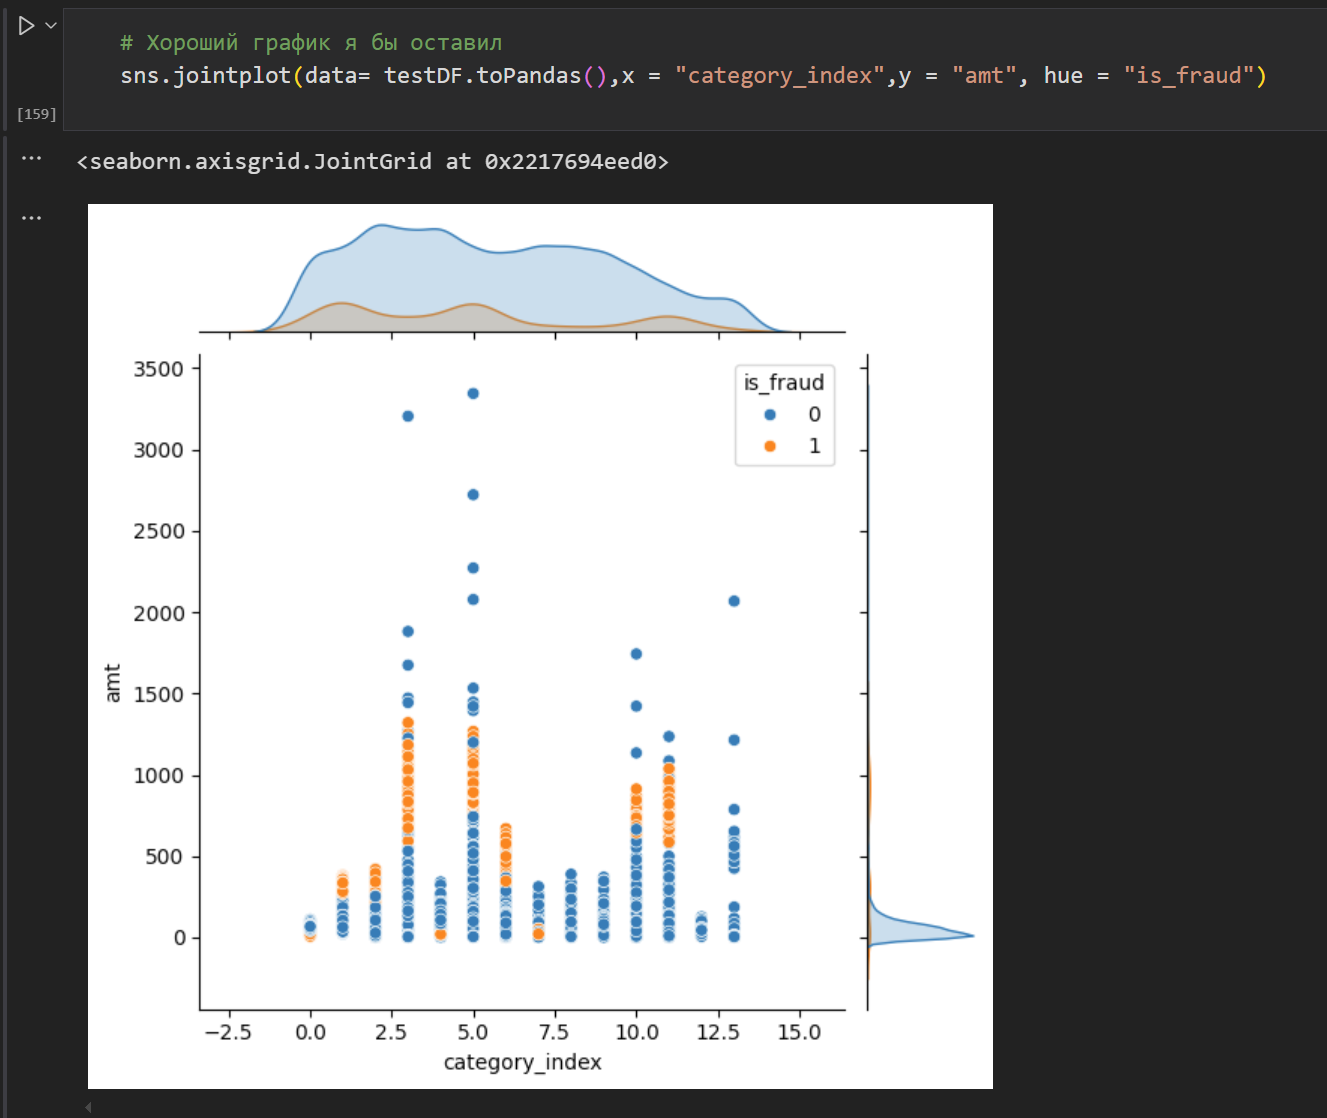 # Хороший график я бы оставил
sns.jointplot(data= testDF.toPandas(),x = "category_index",y = "amt", hue = "is_fraud")
[159]
... <seaborn.axisgrid.JointGrid at 0x2217694eed0>
...
3500
3000
2500
2000
1500
1000
500
0
amt
is_fraud
0
1
−2.5 0.0 2.5 5.0 7.5 10.0 12.5 15.0
category_index